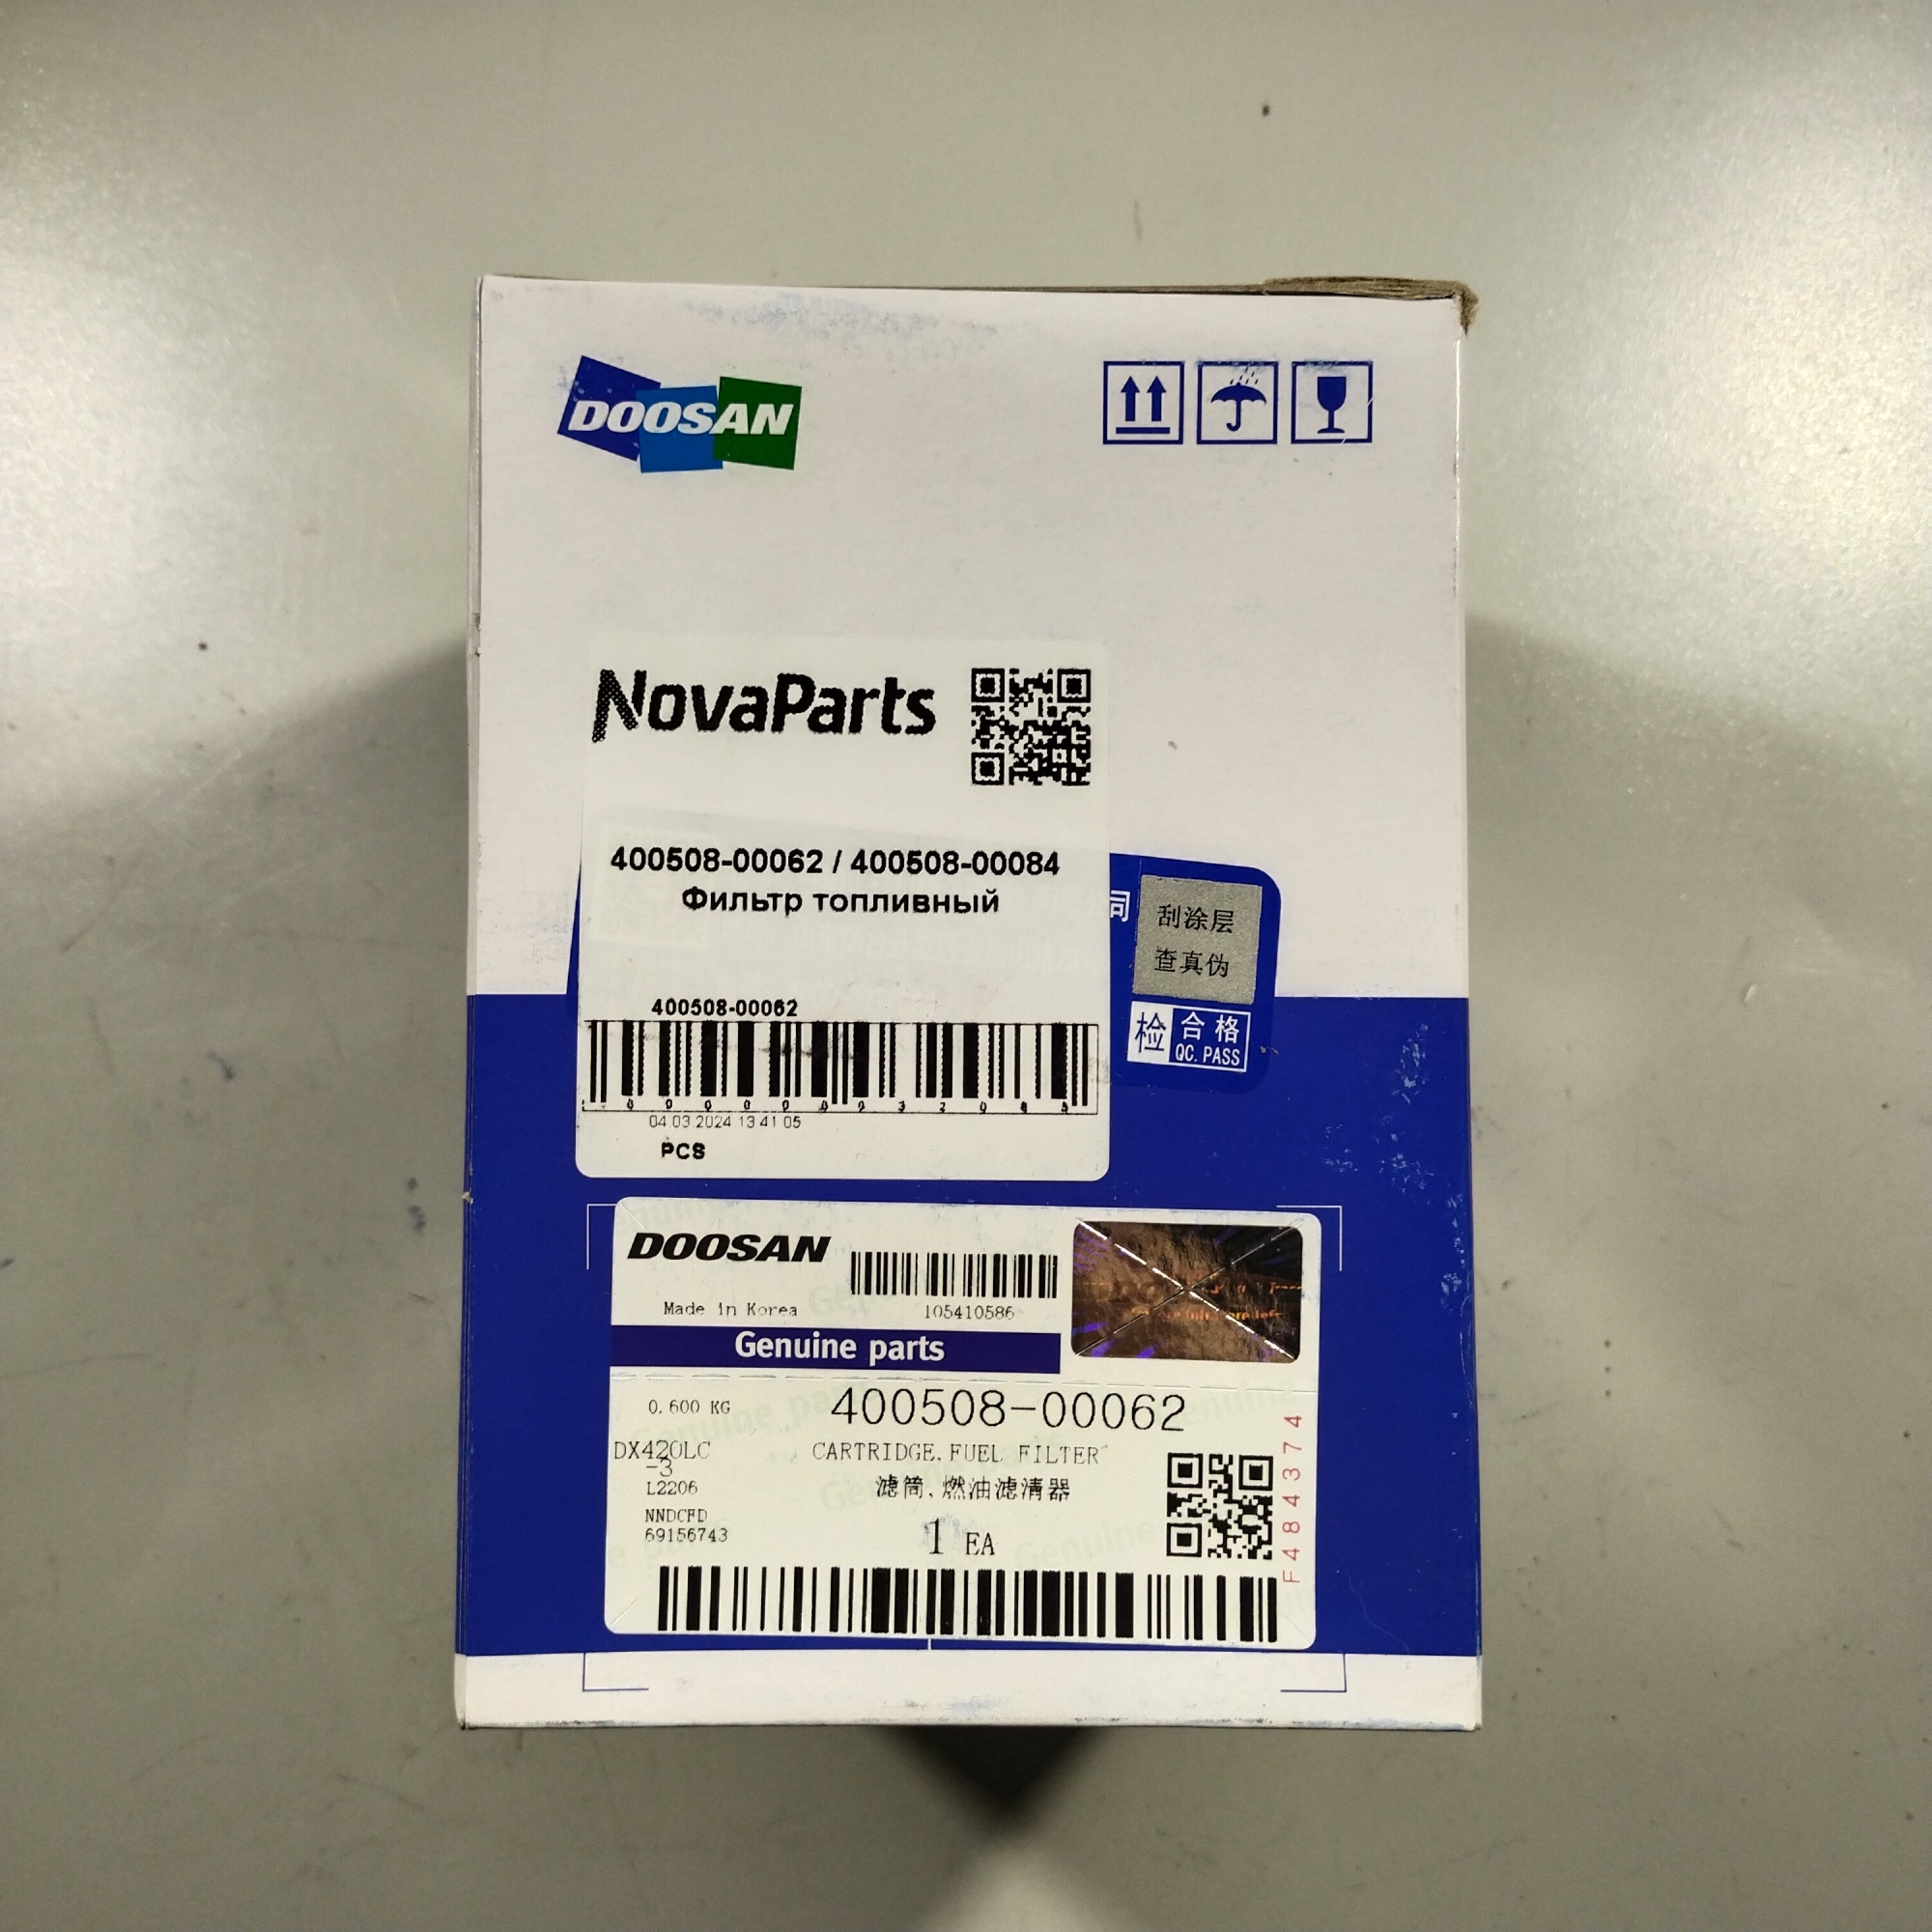 DOOSAN
NovaParts
400508-00062 / 400508-00084
Фильтр топливный
刮涂层
查真伪
400508-00062
检 合格
QC. PASS
04 03 2024 13 41 05
PCS
DOOSAN
Made in Korea
105410586
Genuine parts
0.600 KG
400508-00062
DX420LC
-3
CARTRIDGE, FUEL FILTER
L2206
滤筒, 燃油滤清器
NNDCFD
69156743
1 EA
F484374